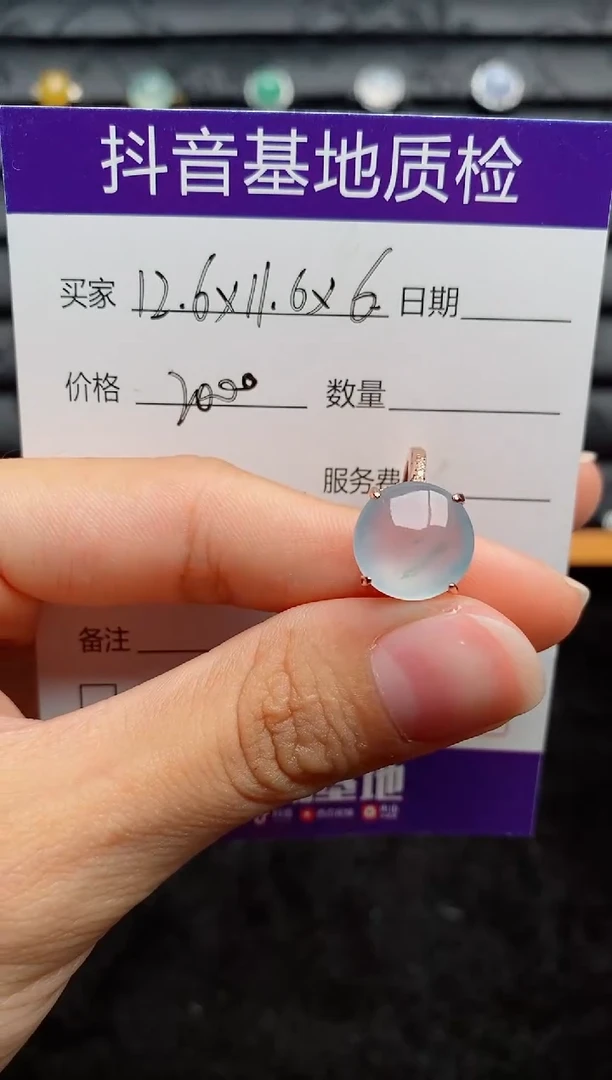 抖音基地质检
买家 12.6x11.6x6 日期
价格 数量
服务费
备注
基地